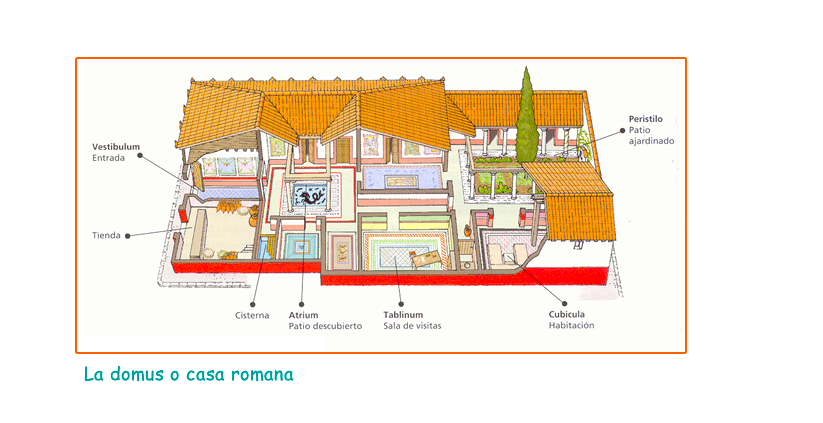 Peristilo
Patio
ajardinado
Vestibulum
Entrada
Tienda
Cisterna
Atrium
Patio descubierto
Tablinum
Sala de visitas
Cubicula
Habitación
La domus o casa romana